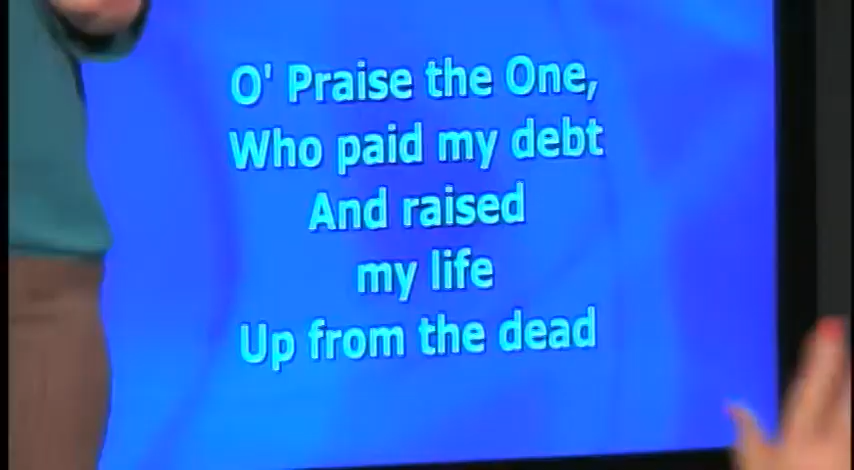 O' Praise the One,
Who paid my debt
And raised
my life
Up from the dead